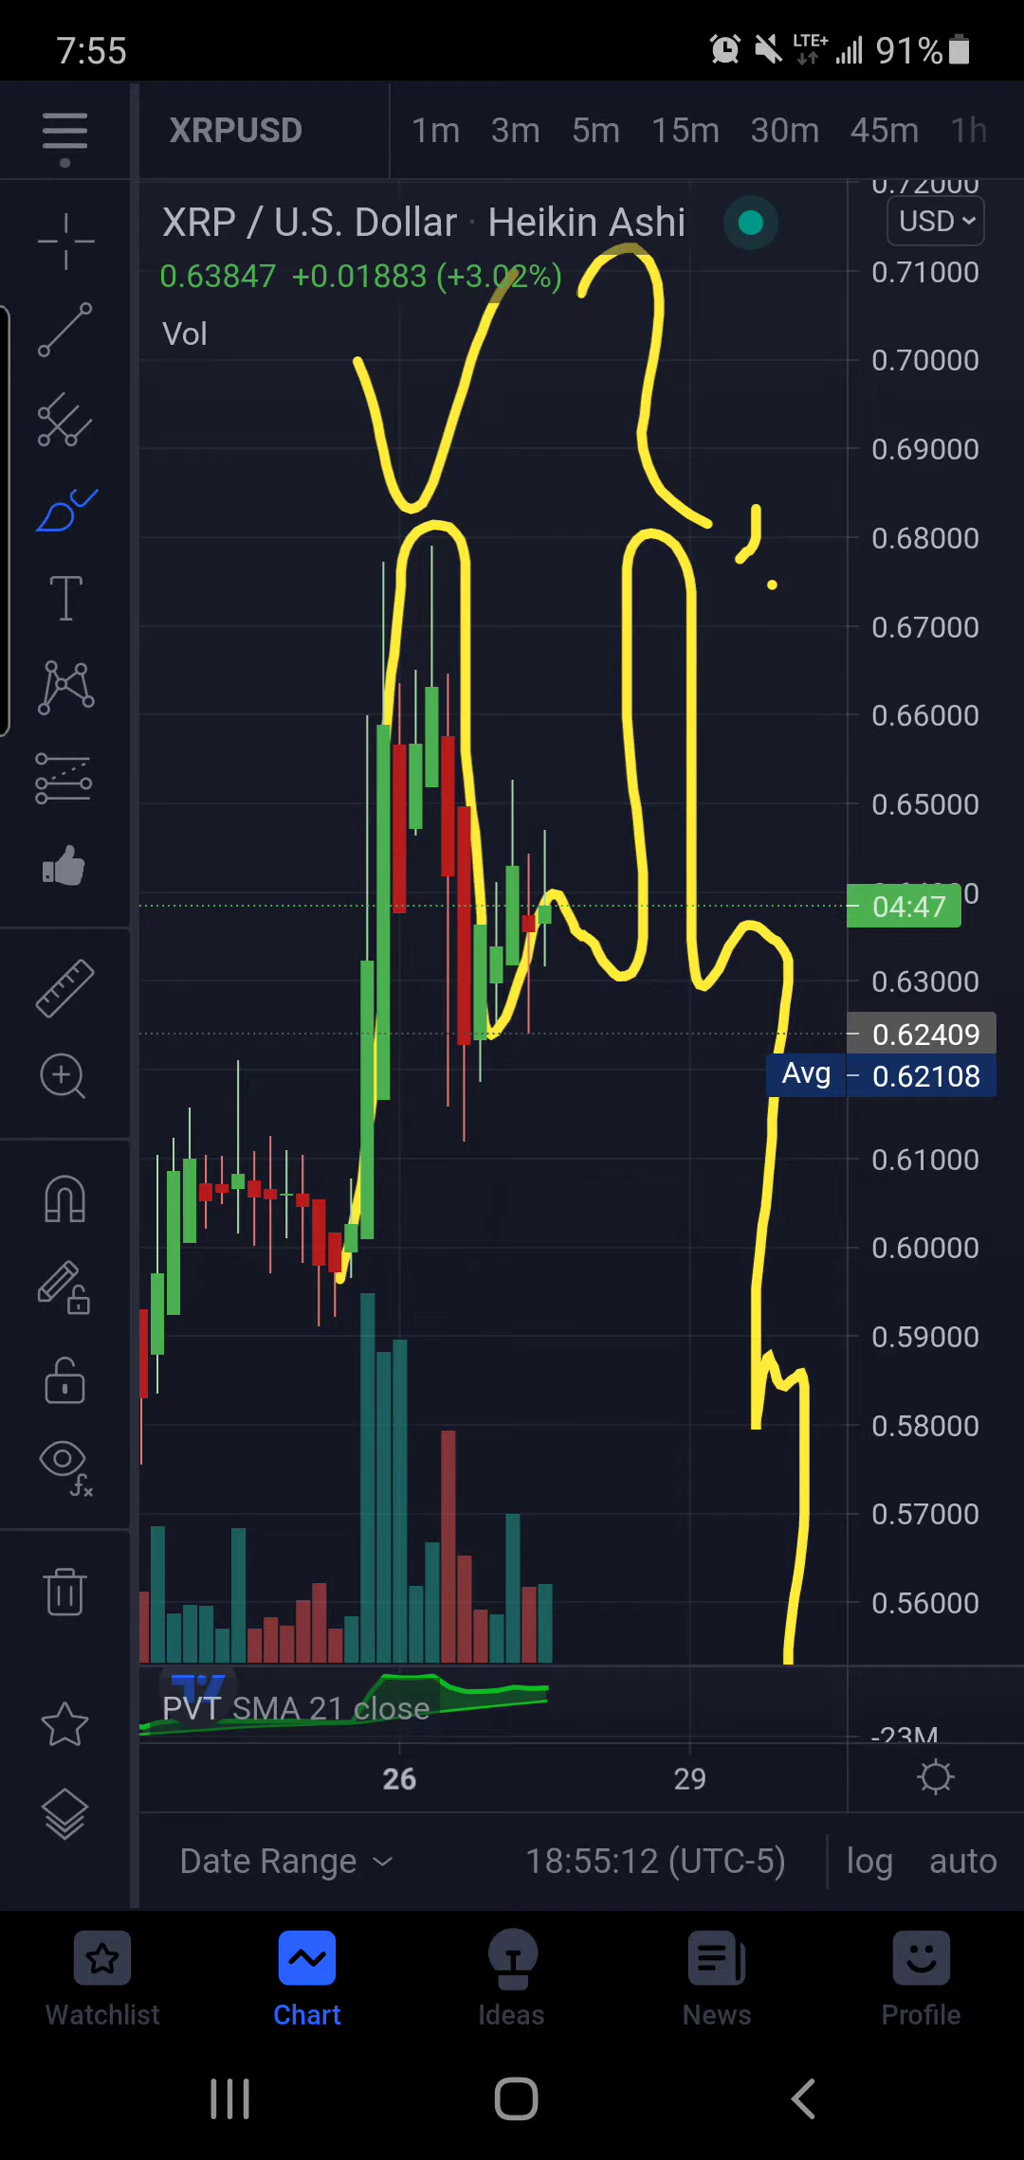 7:55 LTE+ 91%
XRPUSD 1m 3m 5m 15m 30m 45m 1h
XRP / U.S. Dollar · Heikin Ashi
USD
0.63847 +0.01883 (+3.02%)
Vol
0.72000
0.71000
0.70000
0.69000
0.68000
0.67000
0.66000
0.65000
04:47
0.63000
0.62409
Avg 0.62108
0.61000
0.60000
0.59000
0.58000
0.57000
0.56000
PVT SMA 21 close
-23M
26 29
Date Range 18:55:12 (UTC-5) log auto
Watchlist Chart Ideas News Profile